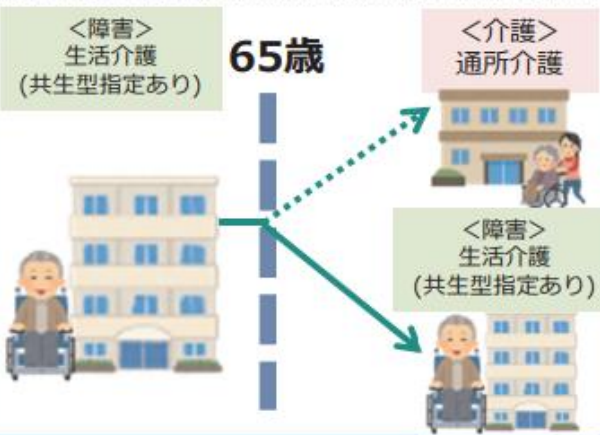 <障害>
生活介護
(共生型指定あり)
65歳
<介護>
通所介護
<障害>
生活介護
(共生型指定あり)